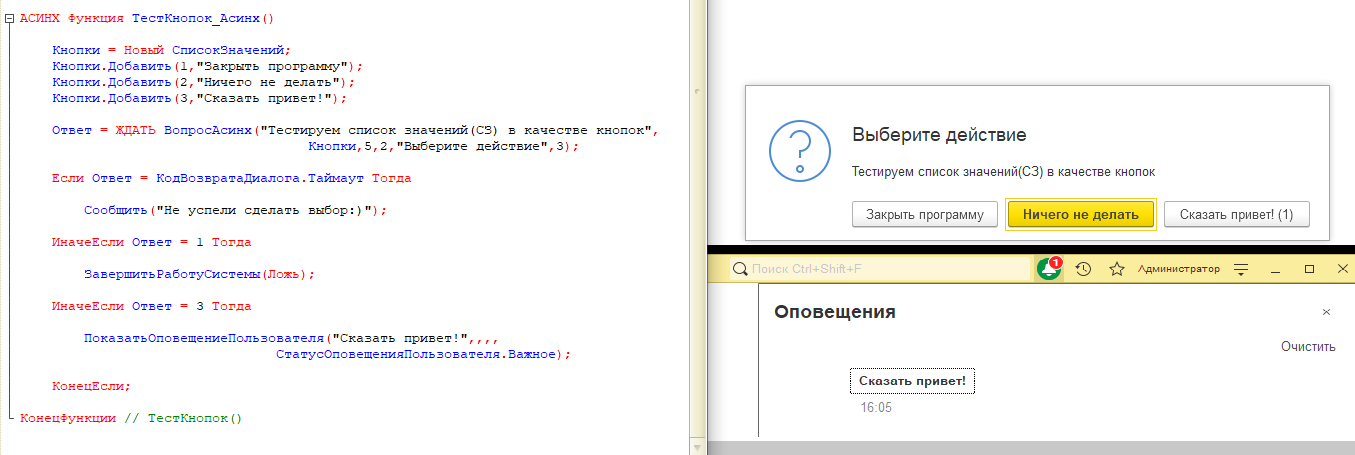 АСИНХ Функция ТестКнопок_Асинх()
Кнопки = Новый СписокЗначений;
Кнопки.Добавить(1,"Закрыть программу");
Кнопки.Добавить(2,"Ничего не делать");
Кнопки.Добавить(3,"Сказать привет!");
Ответ = ЖДАТЬ ВопросАсинх("Тестируем список значений(СЗ) в качестве кнопок",
Кнопки,5,2,"Выберите действие",3);
Если Ответ = КодВозвратаДиалога.Таймаут Тогда
Сообщить("Не успели сделать выбор:)");
ИначеЕсли Ответ = 1 Тогда
ЗавершитьРаботуСистемы(Ложь);
ИначеЕсли Ответ = 3 Тогда
ПоказатьОповещениеПользователя("Сказать привет!",,,,
СтатусОповещенияПользователя.Важное);
КонецЕсли;
КонецФункции // ТестКнопок()
Выберите действие
Тестируем список значений(СЗ) в качестве кнопок
Закрыть программу
Ничего не делать
Сказать привет! (1)
Поиск Ctrl+Shift+F
1
Администратор
Оповещения
Очистить
Сказать привет!
16:05